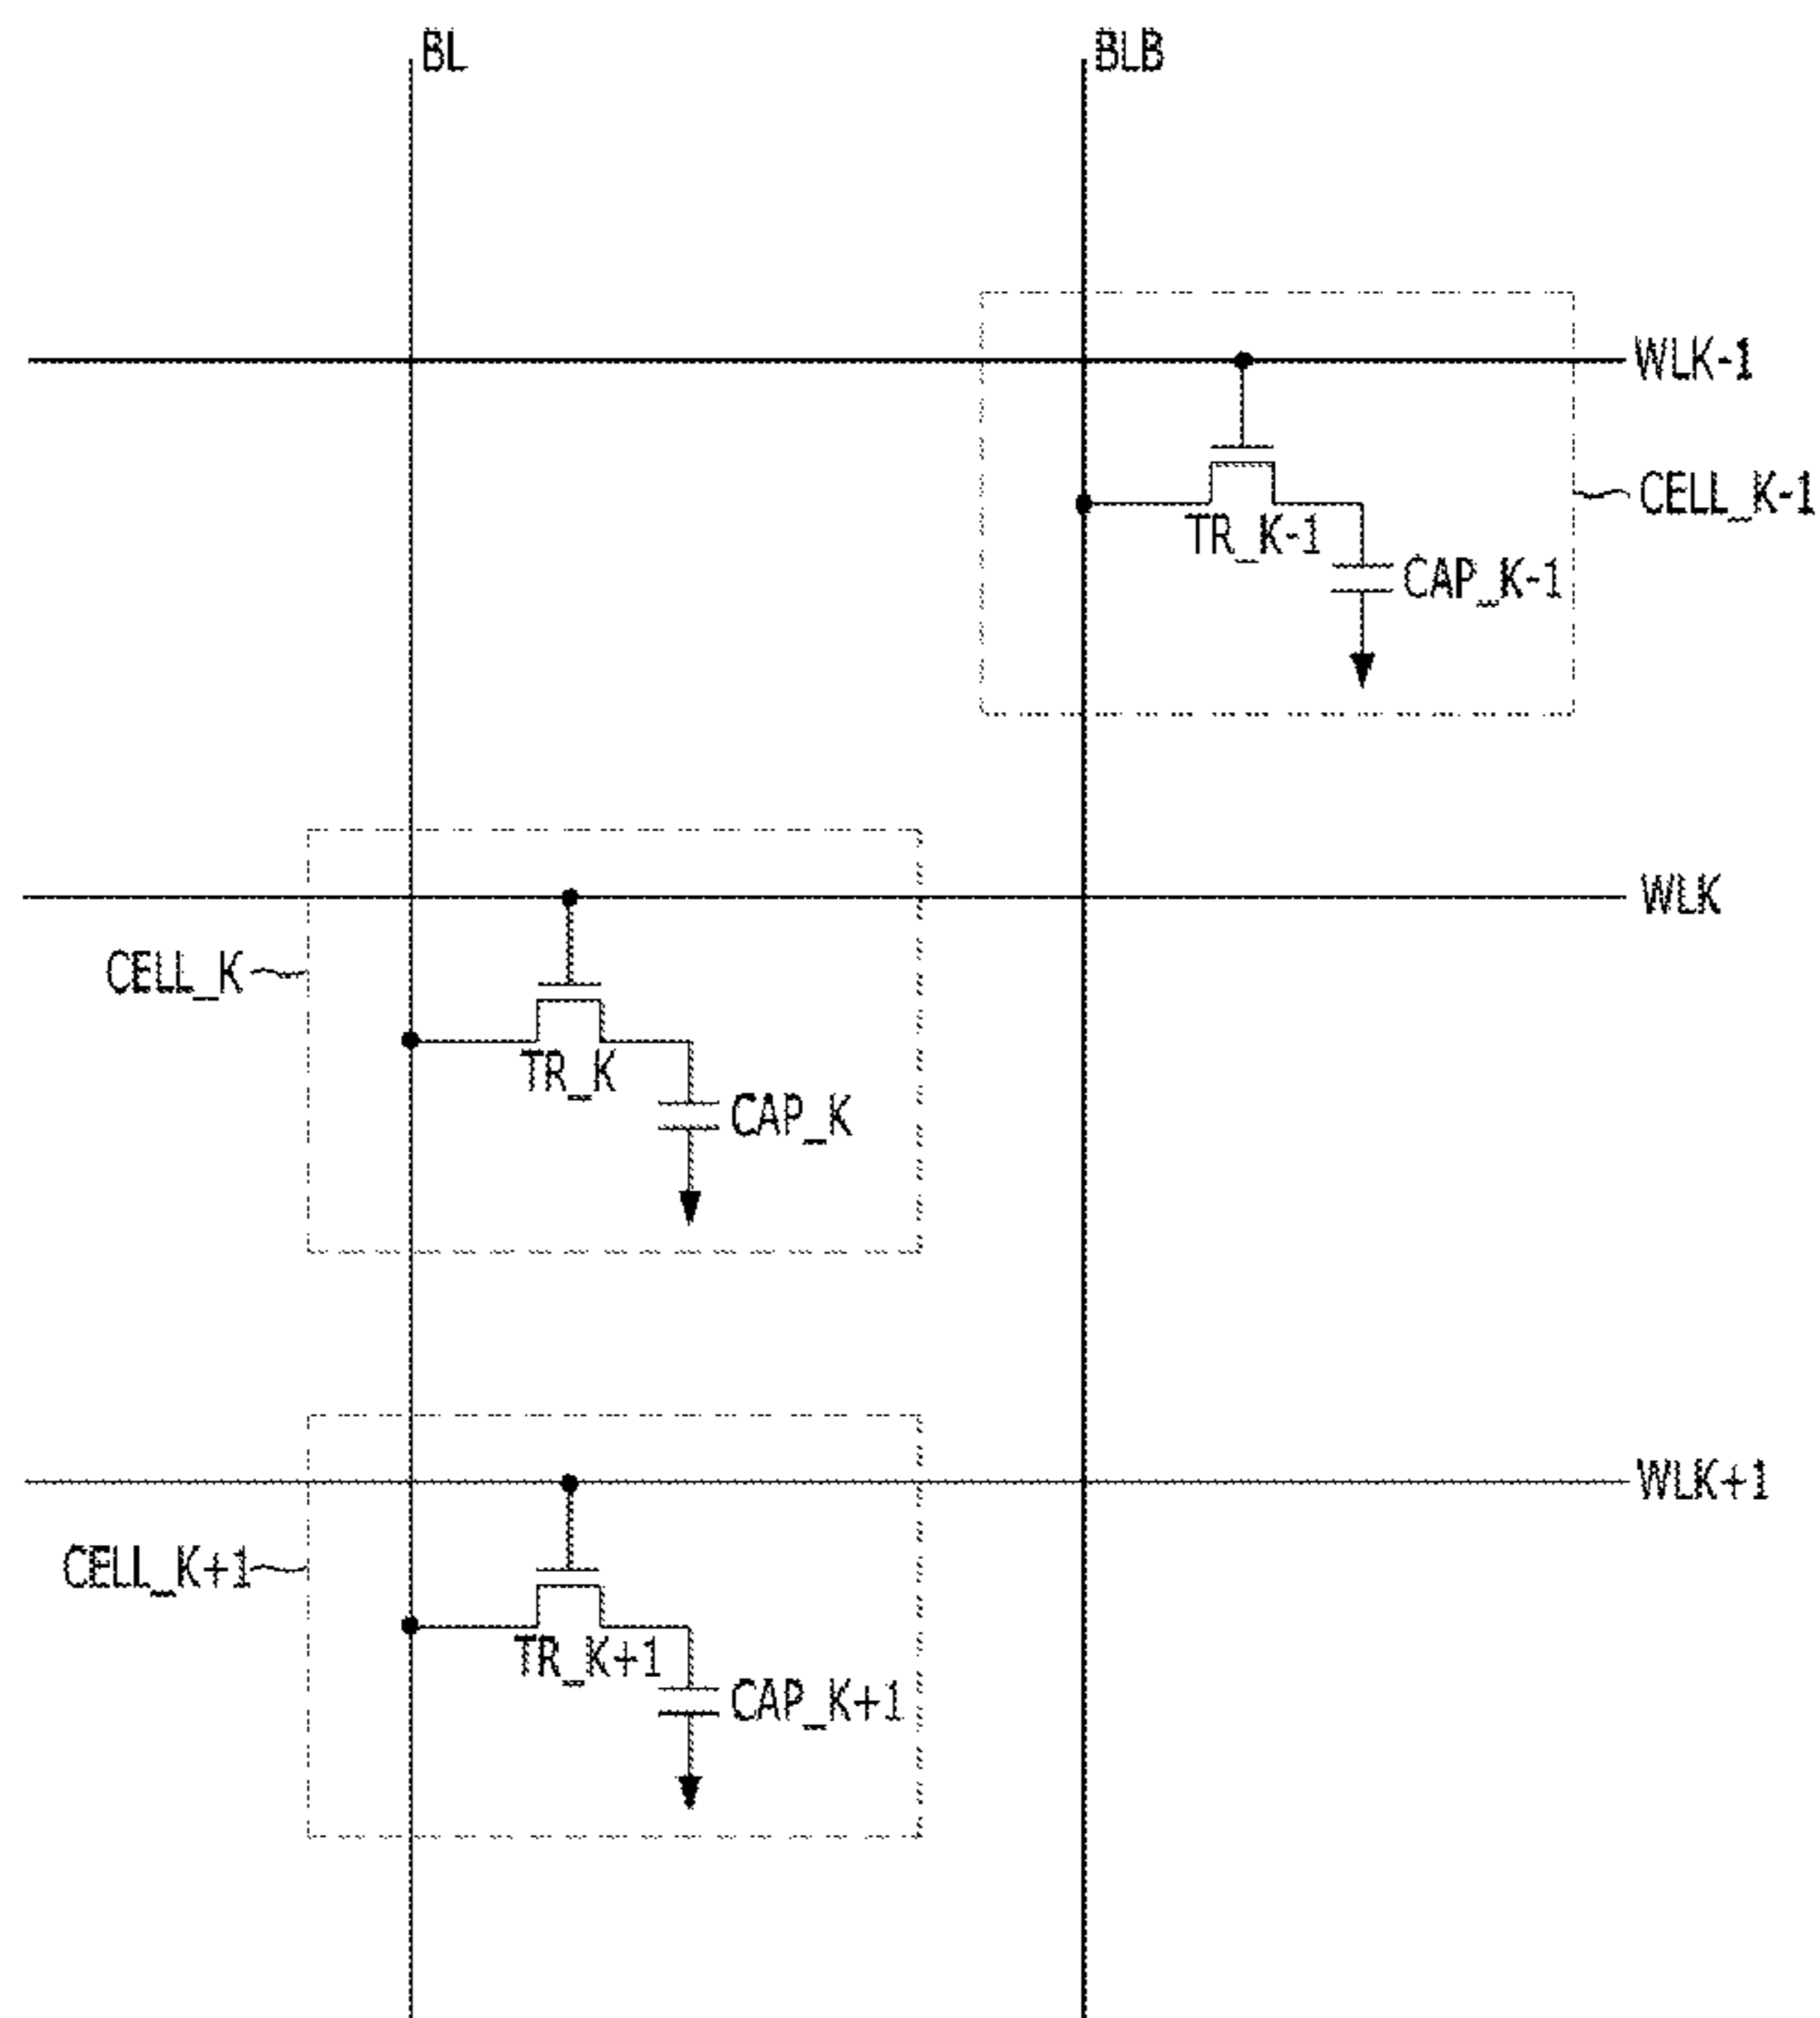 BL
BLB
WLK-1
CELL_K-1
TR_K-1
CAP_K-1
WLK
CELL_K
TR_K
CAP_K
WLK+1
CELL_K+1
TR_K+1
CAP_K+1